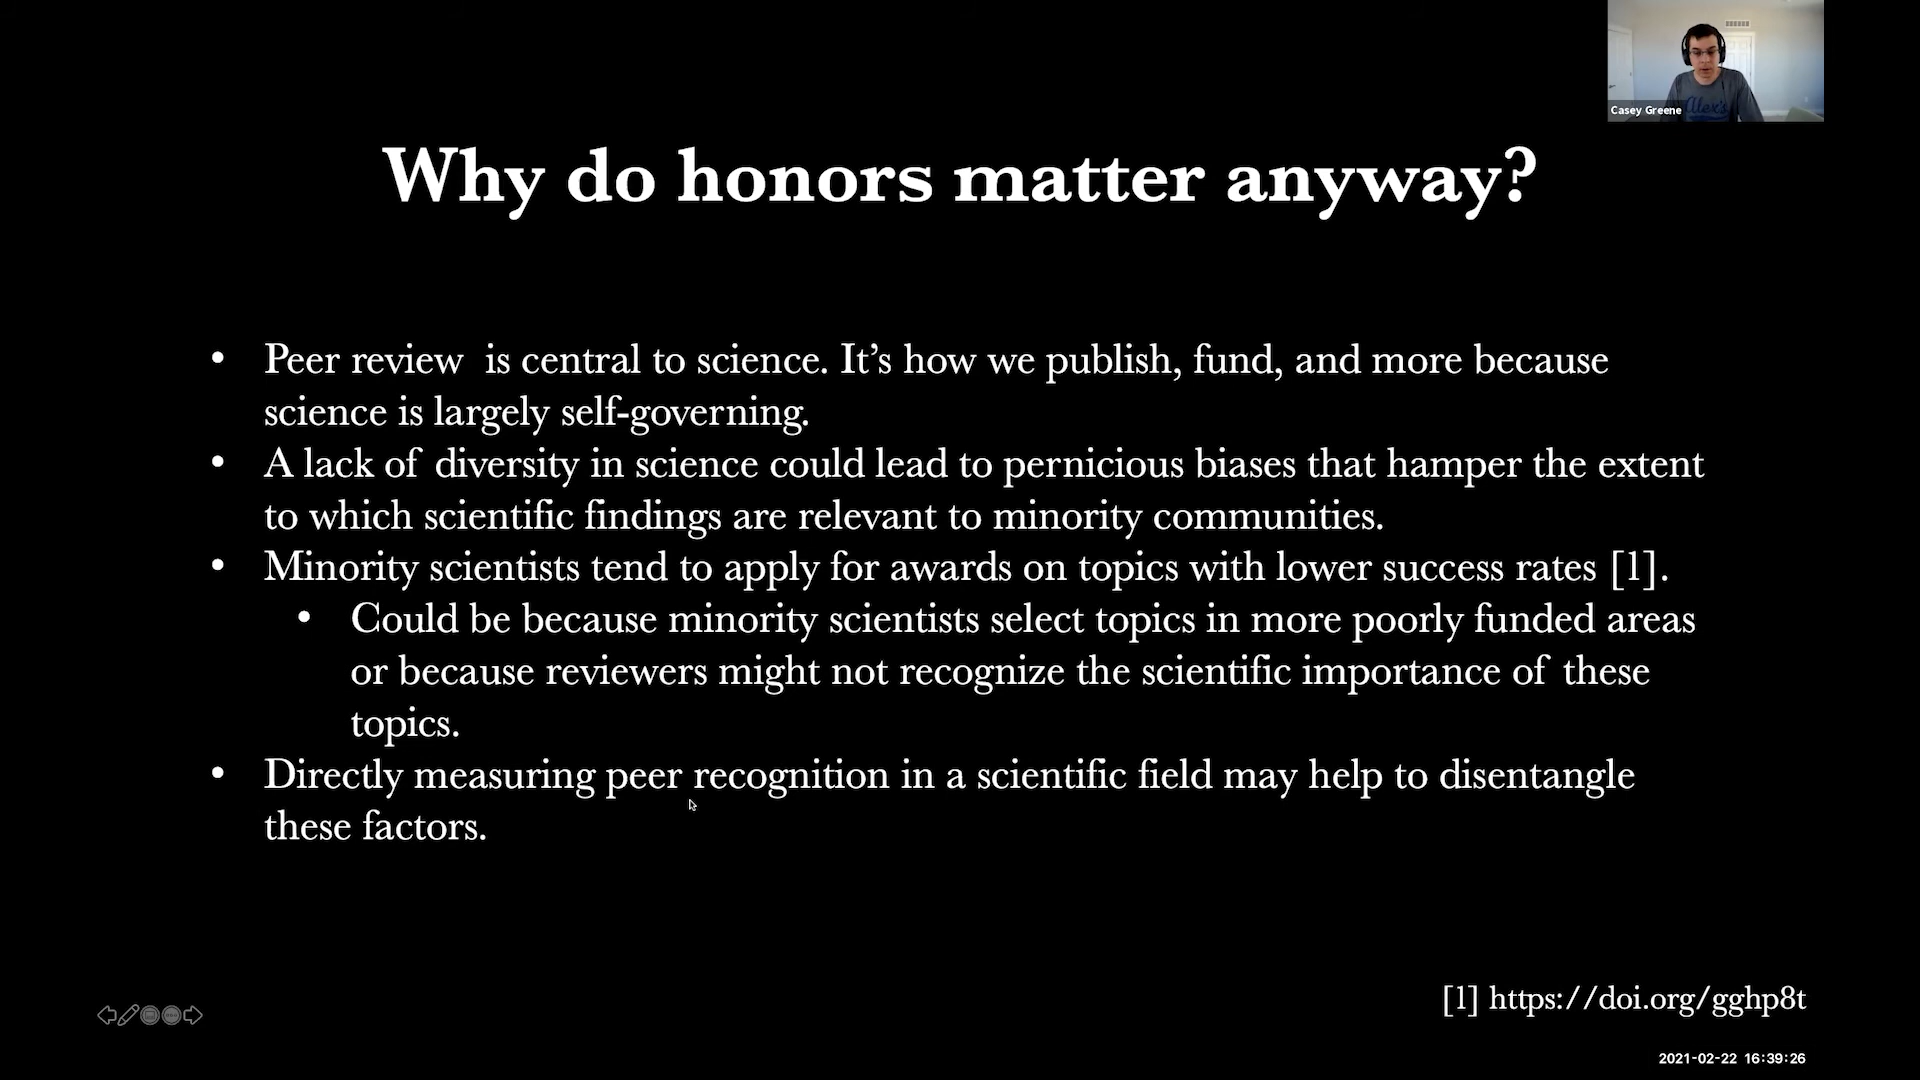 Casey Greene
Alex's
Why do honors matter anyway?
• Peer review is central to science. It’s how we publish, fund, and more because
science is largely self-governing.
• A lack of diversity in science could lead to pernicious biases that hamper the extent
to which scientific findings are relevant to minority communities.
• Minority scientists tend to apply for awards on topics with lower success rates [1].
• Could be because minority scientists select topics in more poorly funded areas
or because reviewers might not recognize the scientific importance of these
topics.
• Directly measuring peer recognition in a scientific field may help to disentangle
these factors.
[1] https://doi.org/gghp8t
2021-02-22 16:39:26